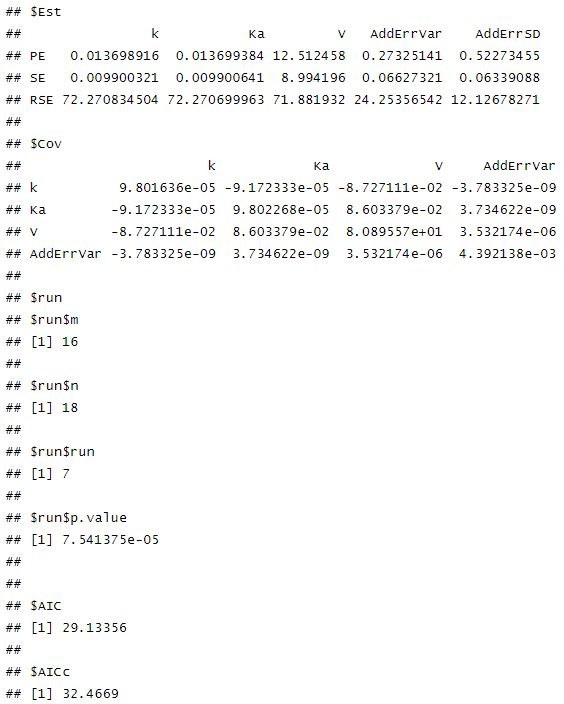 ## $Est
##               k          Ka         V   AddErrVar    AddErrSD
## PE   0.013698916  0.013699384 12.512458  0.27325141  0.52273455
## SE   0.009900321  0.009900641  8.994196  0.06627321  0.06339088
## RSE 72.270834504 72.270699963 71.881932 24.25356542 12.12678271
##
## $Cov
##                       k            Ka             V     AddErrVar
## k          9.801636e-05 -9.172333e-05 -8.727111e-02 -3.783325e-09
## Ka        -9.172333e-05  9.802268e-05  8.603379e-02  3.734622e-09
## V         -8.727111e-02  8.603379e-02  8.089557e+01  3.532174e-06
## AddErrVar -3.783325e-09  3.734622e-09  3.532174e-06  4.392138e-03
##
## $run
## $run$m
## [1] 16
##
## $run$n
## [1] 18
##
## $run$run
## [1] 7
##
## $run$p.value
## [1] 7.541375e-05
##
##
## $AIC
## [1] 29.13356
##
## $AICc
## [1] 32.4669